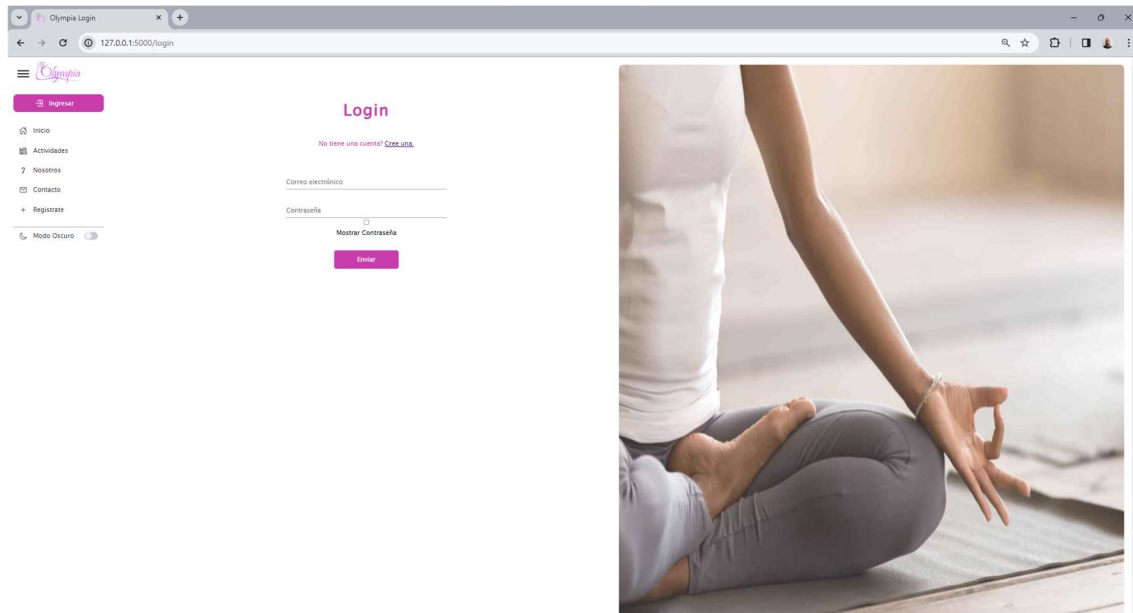 Olympia Login
127.0.0.1:5000/login
Olympia
Ingresar
Inicio
Actividades
? Nosotros
Contacto
+ Registrate
Modo Oscuro
Login
No tiene una cuenta? Cree una.
Correo electrónico
Contraseña
Mostrar Contraseña
Enviar